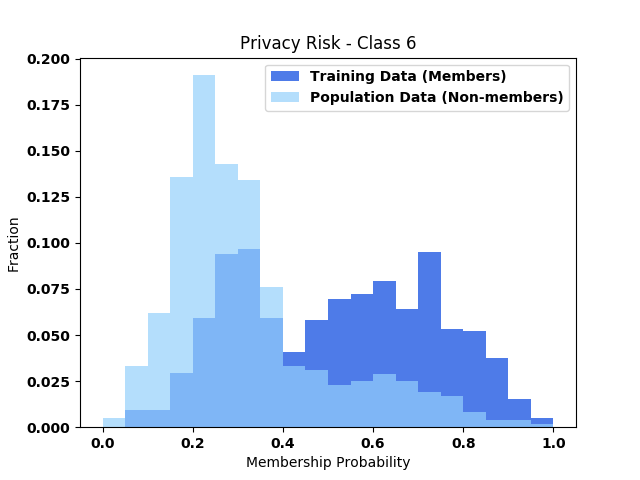 Privacy Risk - Class 6
Training Data (Members)
Population Data (Non-members)
0.200
0.175
0.150
0.125
0.100
0.075
0.050
0.025
0.000
Fraction
0.0 0.2 0.4 0.6 0.8 1.0
Membership Probability